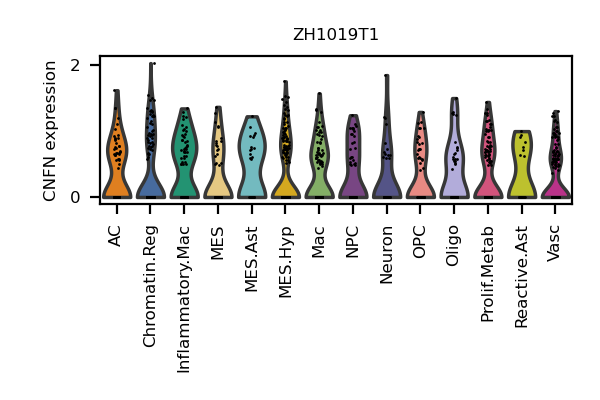 ZH1019T1
CNFN expression
2
0
AC
Chromatin.Reg
Inflammatory.Mac
MES
MES.Ast
MES.Hyp
Mac
NPC
Neuron
OPC
Oligo
Prolif.Metab
Reactive.Ast
Vasc